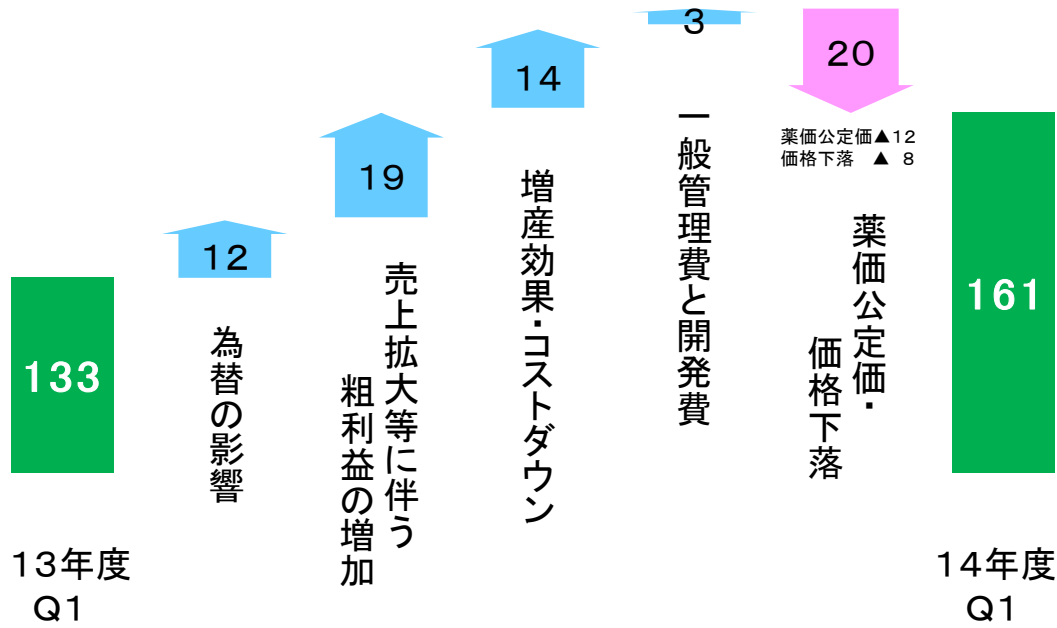 133
13年度
Q1
12
為替の影響
19
売上拡大等に伴う
粗利益の増加
14
増産効果・コストダウン
3
一般管理費と開発費
20
薬価公定価▲12
価格下落 ▲ 8
薬価公定価・
価格下落
161
14年度
Q1